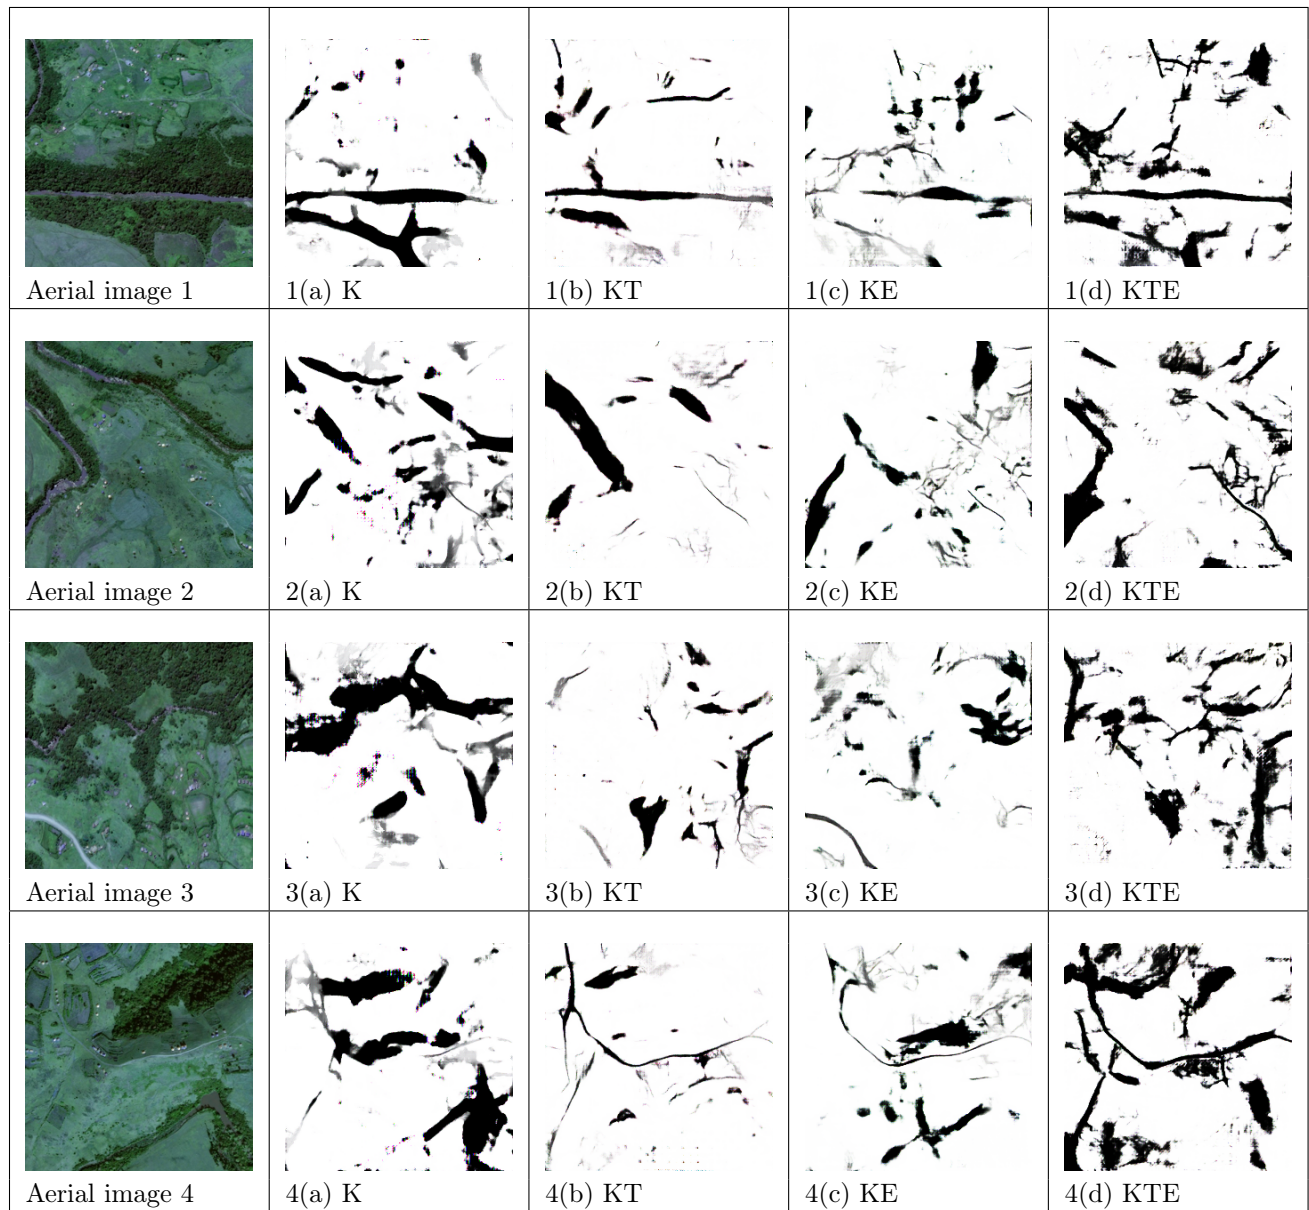 Aerial image 1 1(a) K 1(b) KT 1(c) KE 1(d) KTE
Aerial image 2 2(a) K 2(b) KT 2(c) KE 2(d) KTE
Aerial image 3 3(a) K 3(b) KT 3(c) KE 3(d) KTE
Aerial image 4 4(a) K 4(b) KT 4(c) KE 4(d) KTE